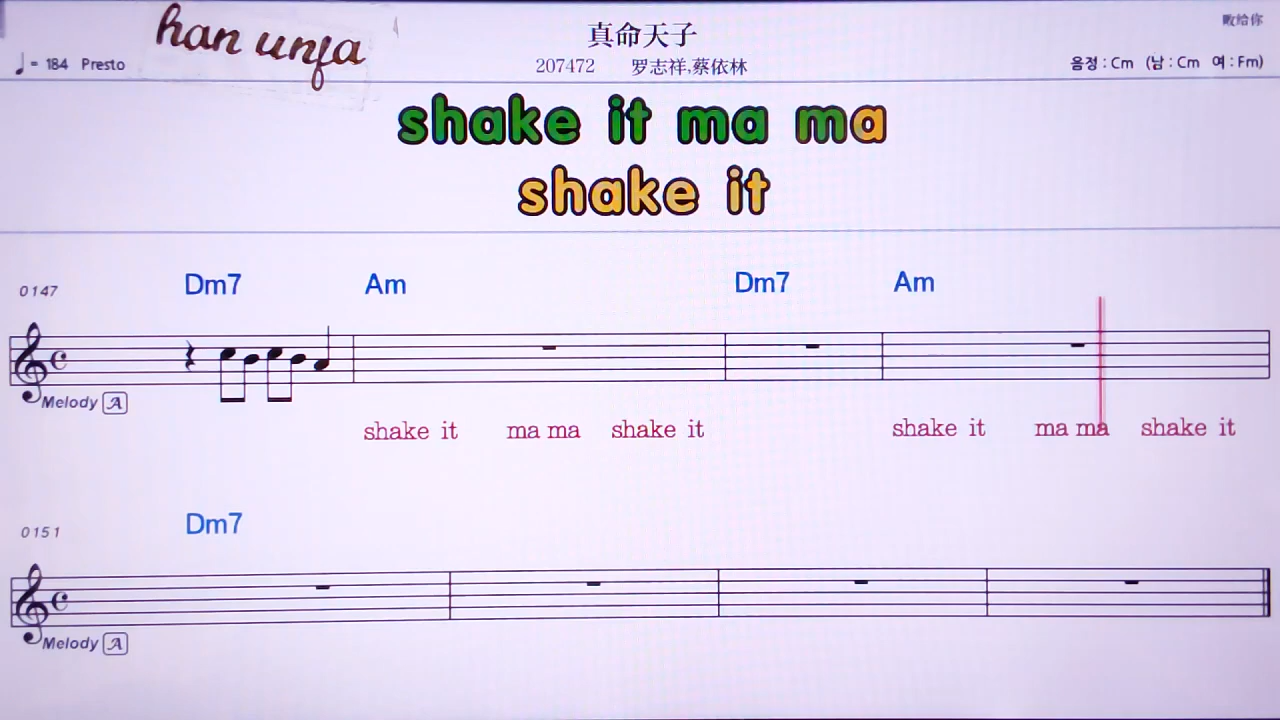 han unfa
真命天子
败给你
♩= 184 Presto
207472 罗志祥,蔡依林
음정 : Cm (남 : Cm 여 : Fm)
shake it ma ma
shake it
0147 Dm7 Am Dm7 Am
Melody A
shake it ma ma shake it shake it ma ma shake it
0151 Dm7
Melody A